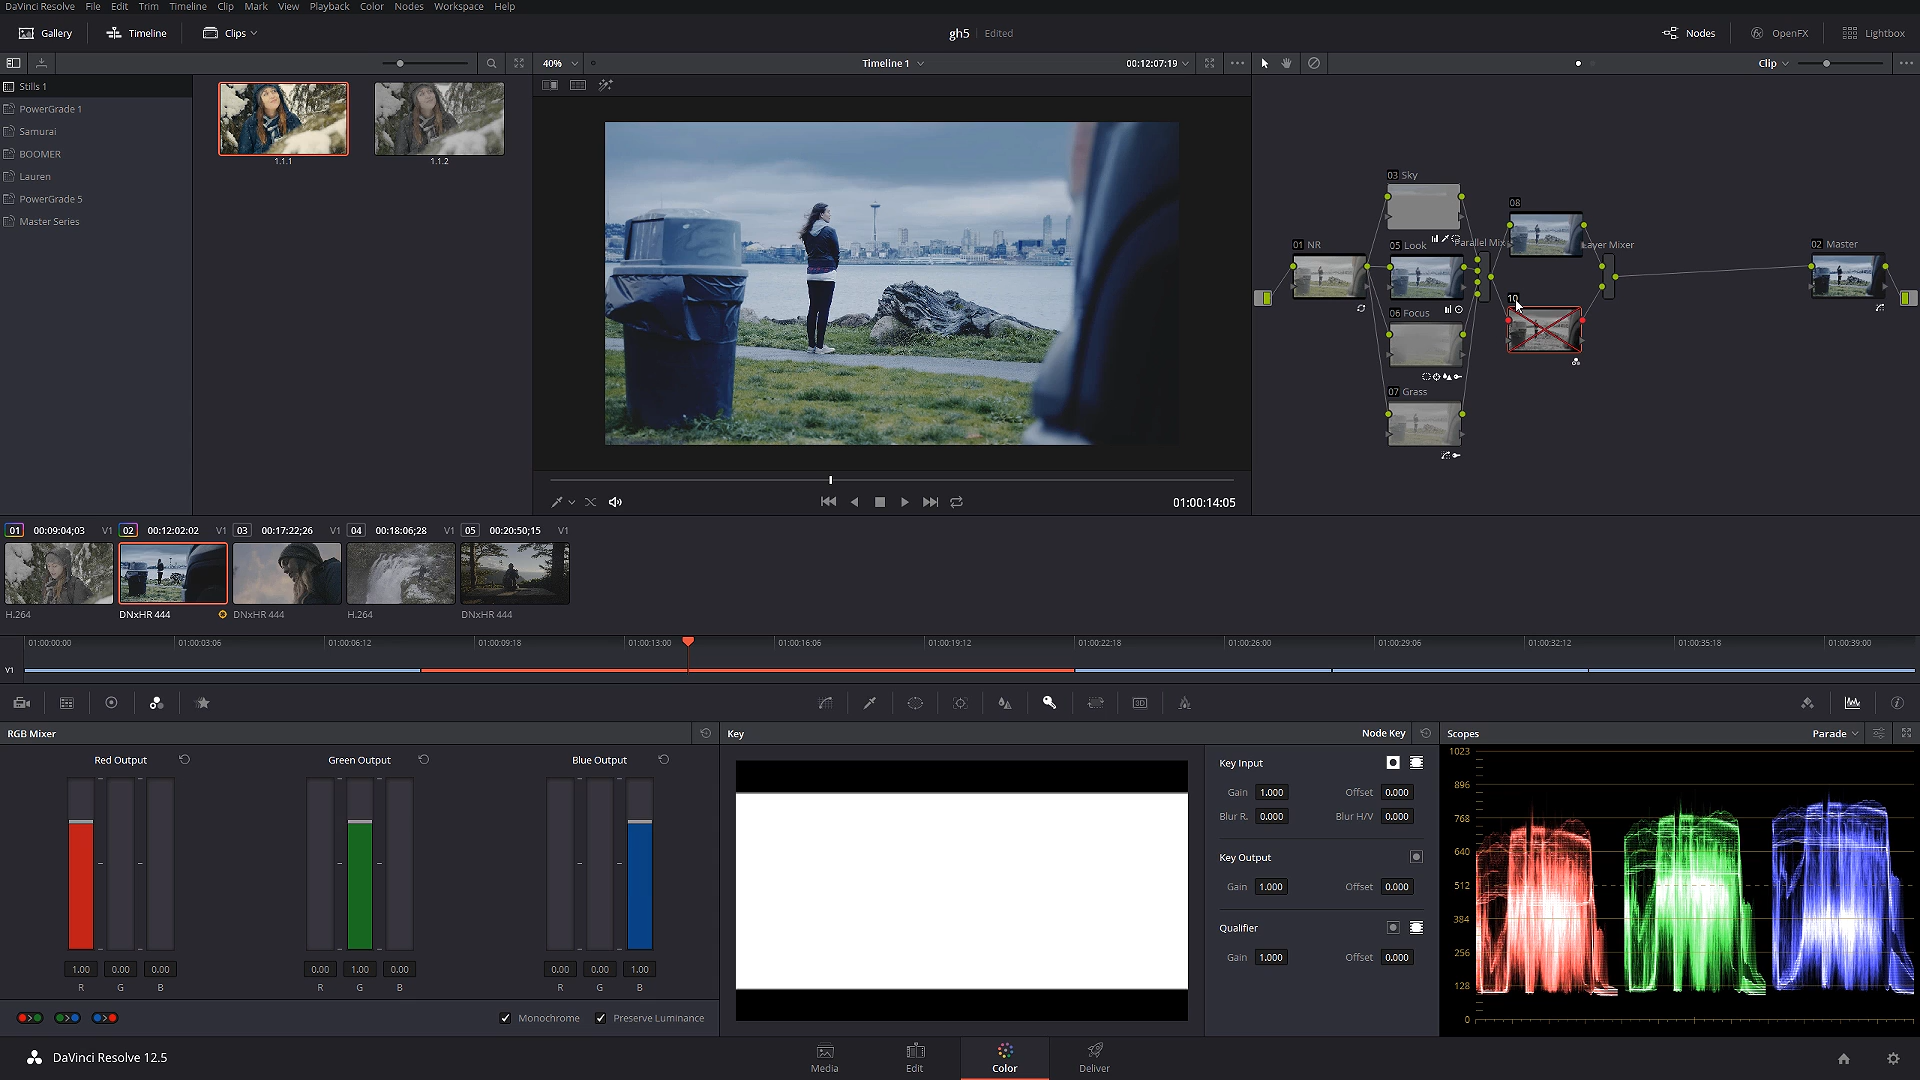 DaVinci Resolve File Edit Trim Timeline Clip Mark View Playback Color Nodes Workspace Help
Gallery Timeline Clips gh5 Edited Nodes OpenFX Lightbox
40% Timeline 1 00:12:07:19 Clip
Stills 1
PowerGrade 1
Samurai
BOOMER
Lauren
PowerGrade 5
Master Series
1.1.1 1.1.2
03 Sky
08
01 NR 05 Look Parallel Mix Layer Mixer 02 Master
10
06 Focus
07 Grass
01:00:14:05
01 00:09:04;03 V1 02 00:12:02:02 V1 03 00:17:22;26 V1 04 00:18:06;28 V1 05 00:20:50;15 V1
H.264 DNxHR 444 DNxHR 444 H.264 DNxHR 444
01:00:00:00 01:00:03:06 01:00:06:12 01:00:09:18 01:00:13:00 01:00:16:06 01:00:19:12 01:00:22:18 01:00:26:00 01:00:29:06 01:00:32:12 01:00:35:18 01:00:39:00
V1
3D
RGB Mixer Key Node Key Scopes Parade
Red Output Green Output Blue Output
1.00 0.00 0.00 0.00 1.00 0.00 0.00 0.00 1.00
R G B R G B R G B
Monochrome Preserve Luminance
Key Input
Gain 1.000 Offset 0.000
Blur R. 0.000 Blur H/V 0.000
Key Output
Gain 1.000 Offset 0.000
Qualifier
Gain 1.000 Offset 0.000
1023
896
768
640
512
384
256
128
0
DaVinci Resolve 12.5 Media Edit Color Deliver